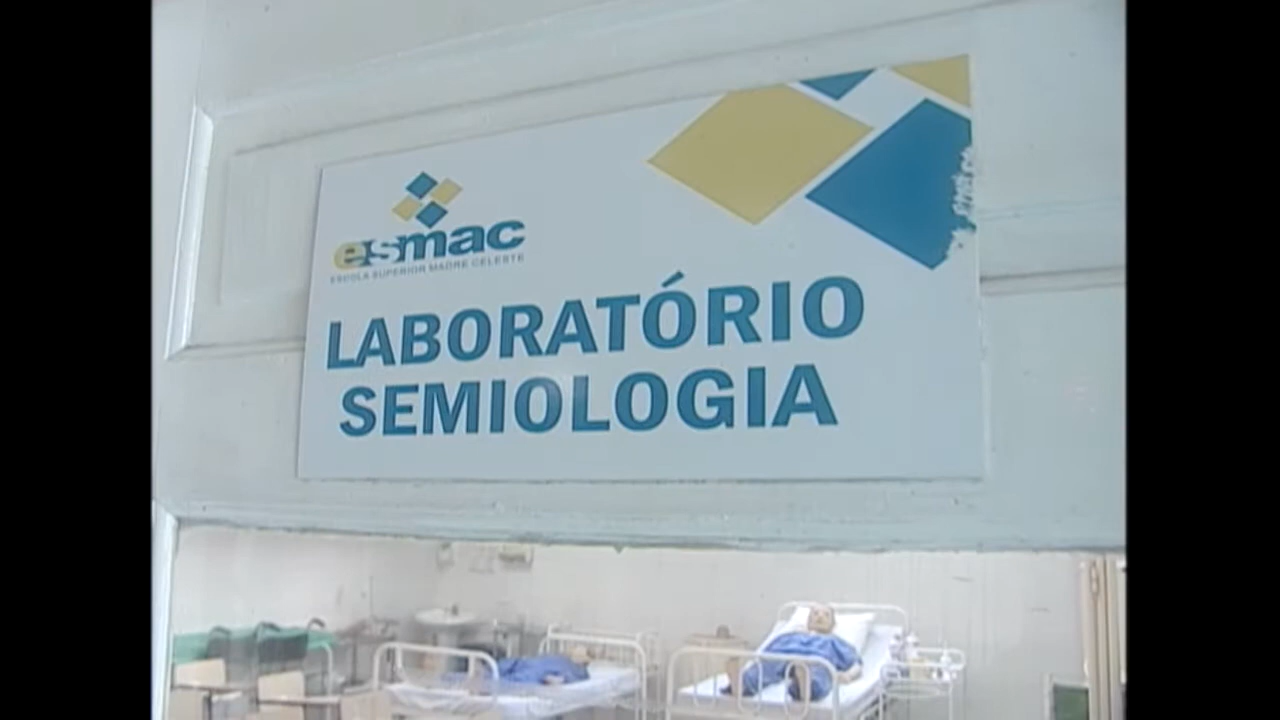 esmac
ESCOLA SUPERIOR MADRE CELESTE
LABORATÓRIO
SEMIOLOGIA